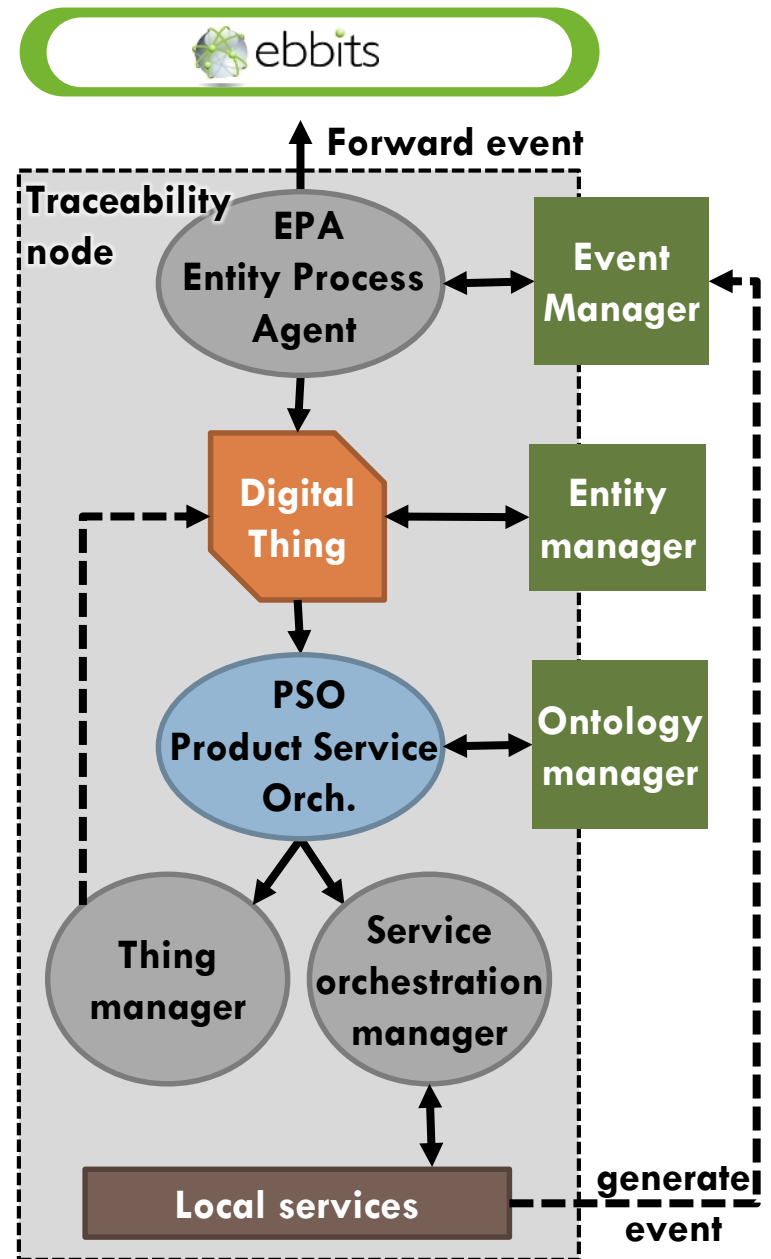 ebbits
Forward event
Traceability
node
EPA
Entity Process
Agent
Event
Manager
Digital
Thing
Entity
manager
PSO
Product Service
Orch.
Ontology
manager
Thing
manager
Service
orchestration
manager
Local services
generate
event